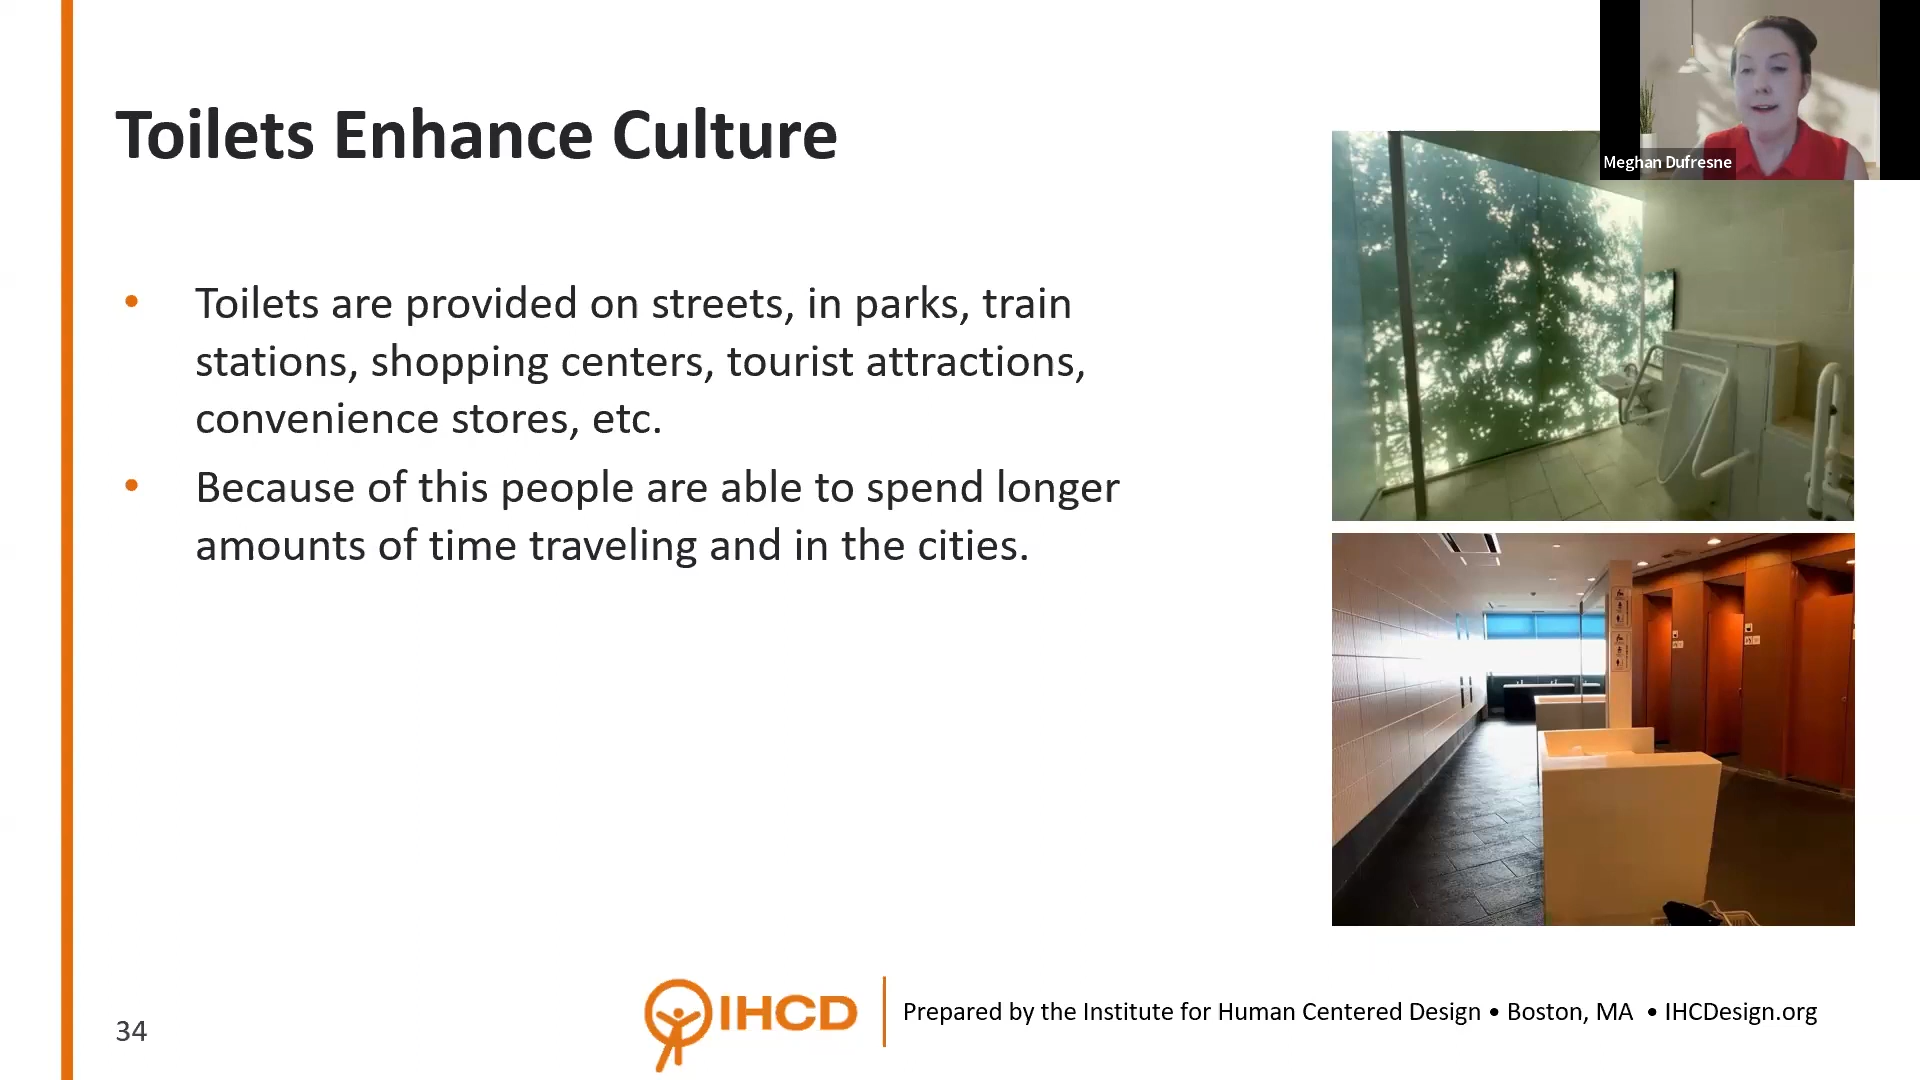 Toilets Enhance Culture
Meghan Dufresne
• Toilets are provided on streets, in parks, train
stations, shopping centers, tourist attractions,
convenience stores, etc.
• Because of this people are able to spend longer
amounts of time traveling and in the cities.
34
IHCD
Prepared by the Institute for Human Centered Design • Boston, MA • IHCDesign.org